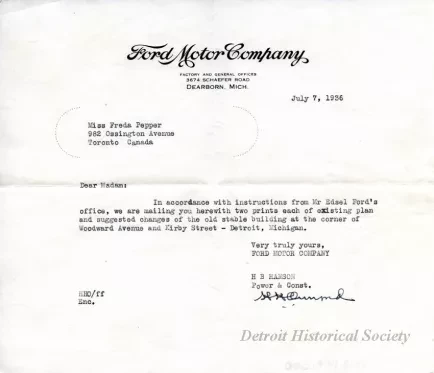 Ford Motor Company
FACTORY AND GENERAL OFFICES
3674 SCHAEFER ROAD
DEARBORN, MICH.
July 7, 1936
Miss Freda Pepper
982 Ossington Avenue
Toronto Canada
Dear Madam:
In accordance with instructions from Mr Edsel Ford's
office, we are mailing you herewith two prints each of existing plan
and suggested changes of the old stable building at the corner of
Woodward Avenue and Kirby Street - Detroit, Michigan.
Very truly yours,
FORD MOTOR COMPANY
H B HANSON
Power & Const.
HHO/ff
Enc.
Detroit Historical Society